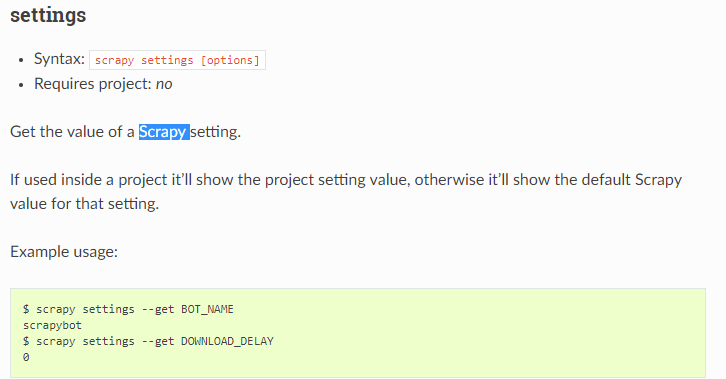 settings
Syntax: scrapy settings [options]
Requires project: no
Get the value of a Scrapy setting.
If used inside a project it’ll show the project setting value, otherwise it’ll show the default Scrapy
value for that setting.
Example usage:
$ scrapy settings --get BOT_NAME
scrapybot
$ scrapy settings --get DOWNLOAD_DELAY
0